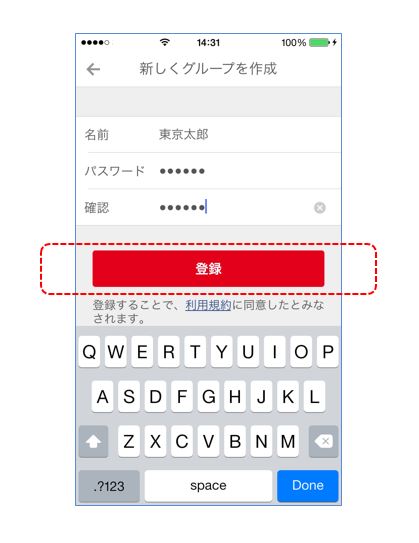 14:31 100%
新しくグループを作成
名前 東京太郎
パスワード ●●●●●●
確認 ●●●●●●
登録
登録することで、利用規約に同意したとみな
されます。
Q W E R T Y U I O P
A S D F G H J K L
Z X C V B N M
.?123 space Done